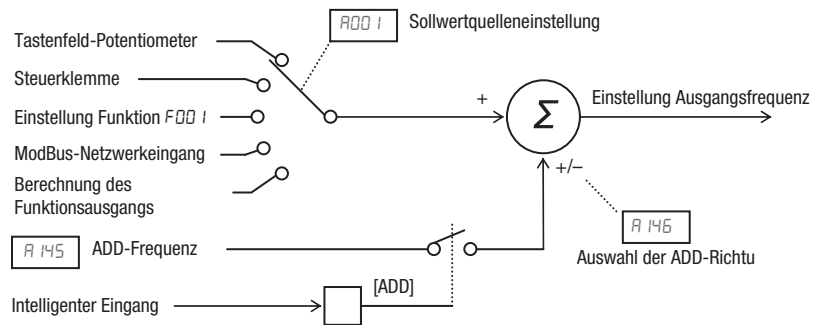 A001 Sollwertquelleneinstellung
Tastenfeld-Potentiometer
Steuerklemme
Einstellung Funktion F001
ModBus-Netzwerkeingang
Berechnung des
Funktionsausgangs
+
Σ
Einstellung Ausgangsfrequenz
+/–
A146
Auswahl der ADD-Richtu
A145 ADD-Frequenz
[ADD]
Intelligenter Eingang